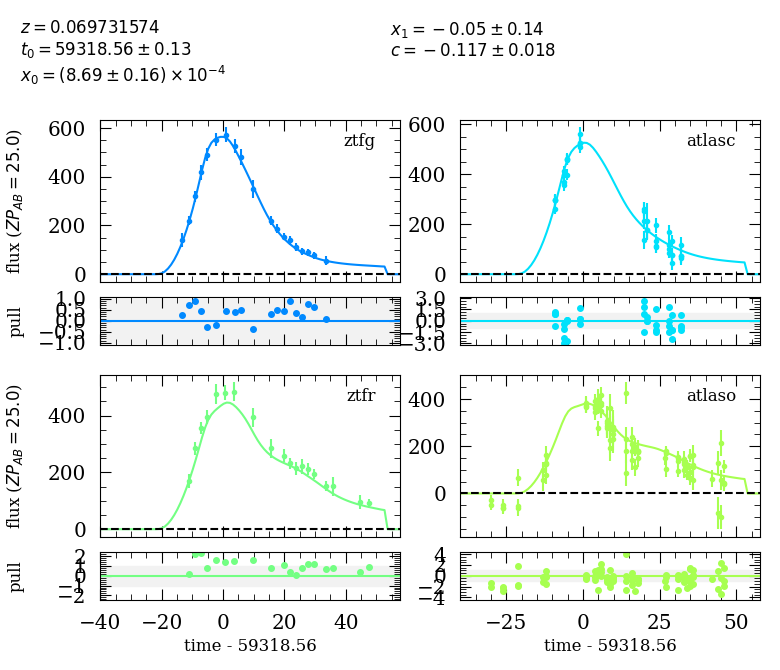 z = 0.069731574
t₀ = 59318.56 ± 0.13
x₀ = (8.69 ± 0.16) × 10⁻⁴
x₁ = −0.05 ± 0.14
c = −0.117 ± 0.018
ztfg
flux (ZP_AB = 25.0)
600
400
200
0
atlasc
600
400
200
0
pull
1.0
0.5
0.0
−0.5
−1.0
3.0
1.5
0.0
−1.5
−3.0
ztfr
flux (ZP_AB = 25.0)
400
200
0
atlaso
400
200
0
pull
2
1
0
−1
−2
4
2
0
−2
−4
−40 −20 0 20 40
time - 59318.56
−25 0 25 50
time - 59318.56